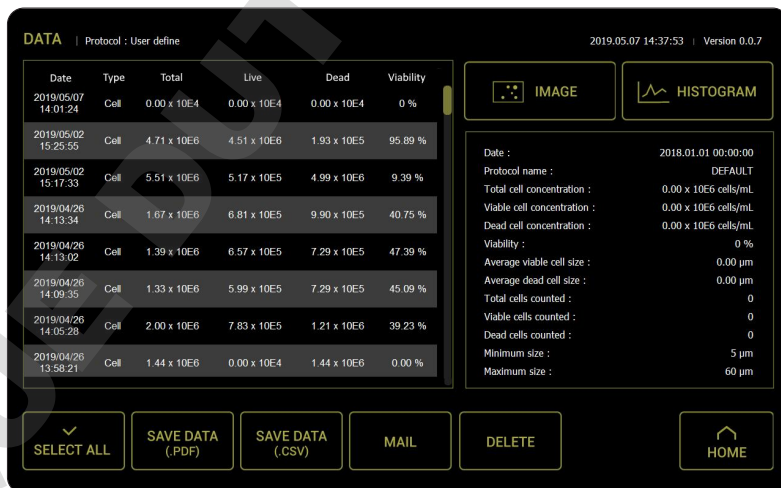 DATA | Protocol : User define 2019.05.07 14:37:53 | Version 0.0.7
Date Type Total Live Dead Viability
2019/05/07 14:01:24 Cell 0.00 x 10E4 0.00 x 10E4 0.00 x 10E4 0 %
2019/05/02 15:25:55 Cell 4.71 x 10E6 4.51 x 10E6 1.93 x 10E5 95.89 %
2019/05/02 15:17:33 Cell 5.51 x 10E6 5.17 x 10E5 4.99 x 10E6 9.39 %
2019/04/26 14:13:34 Cell 1.67 x 10E6 6.81 x 10E5 9.90 x 10E5 40.75 %
2019/04/26 14:13:02 Cell 1.39 x 10E6 6.57 x 10E5 7.29 x 10E5 47.39 %
2019/04/26 14:09:35 Cell 1.33 x 10E6 5.99 x 10E5 7.29 x 10E5 45.09 %
2019/04/26 14:05:28 Cell 2.00 x 10E6 7.83 x 10E5 1.21 x 10E6 39.23 %
2019/04/26 13:58:21 Cell 1.44 x 10E6 0.00 x 10E4 1.44 x 10E6 0.00 %
IMAGE HISTOGRAM
Date : 2018.01.01 00:00:00
Protocol name : DEFAULT
Total cell concentration : 0.00 x 10E6 cells/mL
Viable cell concentration : 0.00 x 10E6 cells/mL
Dead cell concentration : 0.00 x 10E6 cells/mL
Viability : 0 %
Average viable cell size : 0.00 µm
Average dead cell size : 0.00 µm
Total cells counted : 0
Viable cells counted : 0
Dead cells counted : 0
Minimum size : 5 µm
Maximum size : 60 µm
SELECT ALL
SAVE DATA
(.PDF)
SAVE DATA
(.CSV)
MAIL
DELETE
HOME